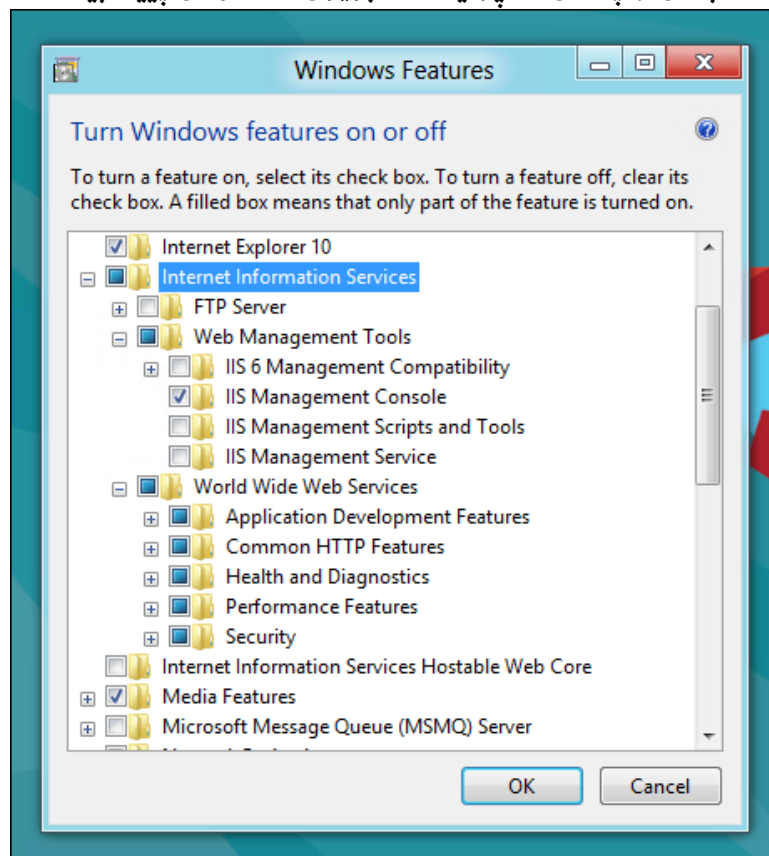 Windows Features
Turn Windows features on or off
To turn a feature on, select its check box. To turn a feature off, clear its
check box. A filled box means that only part of the feature is turned on.
Internet Explorer 10
Internet Information Services
FTP Server
Web Management Tools
IIS 6 Management Compatibility
IIS Management Console
IIS Management Scripts and Tools
IIS Management Service
World Wide Web Services
Application Development Features
Common HTTP Features
Health and Diagnostics
Performance Features
Security
Internet Information Services Hostable Web Core
Media Features
Microsoft Message Queue (MSMQ) Server
OK
Cancel